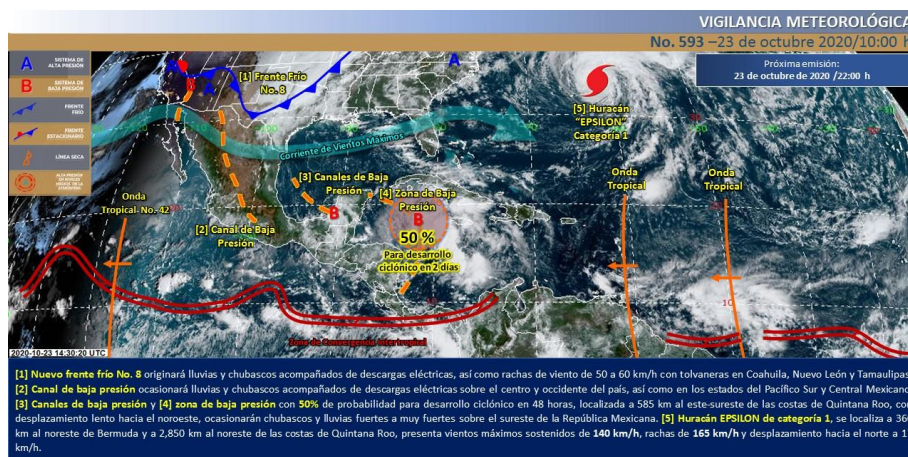 VIGILANCIA METEOROLÓGICA
No. 593 –23 de octubre 2020/10:00 h
Próxima emisión:
23 de octubre de 2020 /22:00 h
A SISTEMA DE
ALTA PRESIÓN
B SISTEMA DE
BAJA PRESIÓN
FRENTE
FRÍO
FRENTE
ESTACIONARIO
LÍNEA SECA
ALTA PRESIÓN
EN NIVELES
MEDIOS DE LA
ATMÓSFERA
A
A
A
B
[1] Frente Frío
No. 8
[5] Huracán
"EPSILON"
Categoría 1
Corriente de Vientos Máximos
[3] Canales de Baja
Presión
[4] Zona de Baja
Presión
Onda
Tropical
Onda
Tropical
Onda
Tropical No. 42
B
B
50 %
[2] Canal de Baja
Presión
Para desarrollo
ciclónico en 2 días
10
Zona de Convergencia Intertropical
2020-10-23 14:30:20 UTC
[1] Nuevo frente frío No. 8 originará lluvias y chubascos acompañados de descargas eléctricas, así como rachas de viento de 50 a 60 km/h con tolvaneras en Coahuila, Nuevo León y Tamaulipas
[2] Canal de baja presión ocasionará lluvias y chubascos acompañados de descargas eléctricas sobre el centro y occidente del país, así como en los estados del Pacífico Sur y Central Mexicano
[3] Canales de baja presión y [4] zona de baja presión con 50% de probabilidad para desarrollo ciclónico en 48 horas, localizada a 585 km al este-sureste de las costas de Quintana Roo, con
desplazamiento lento hacia el noroeste, ocasionarán chubascos y lluvias fuertes a muy fuertes sobre el sureste de la República Mexicana. [5] Huracán EPSILON de categoría 1, se localiza a
km al noreste de Bermuda y a 2,850 km al noreste de las costas de Quintana Roo, presenta vientos máximos sostenidos de 140 km/h, rachas de 165 km/h y desplazamiento hacia el norte a
km/h.